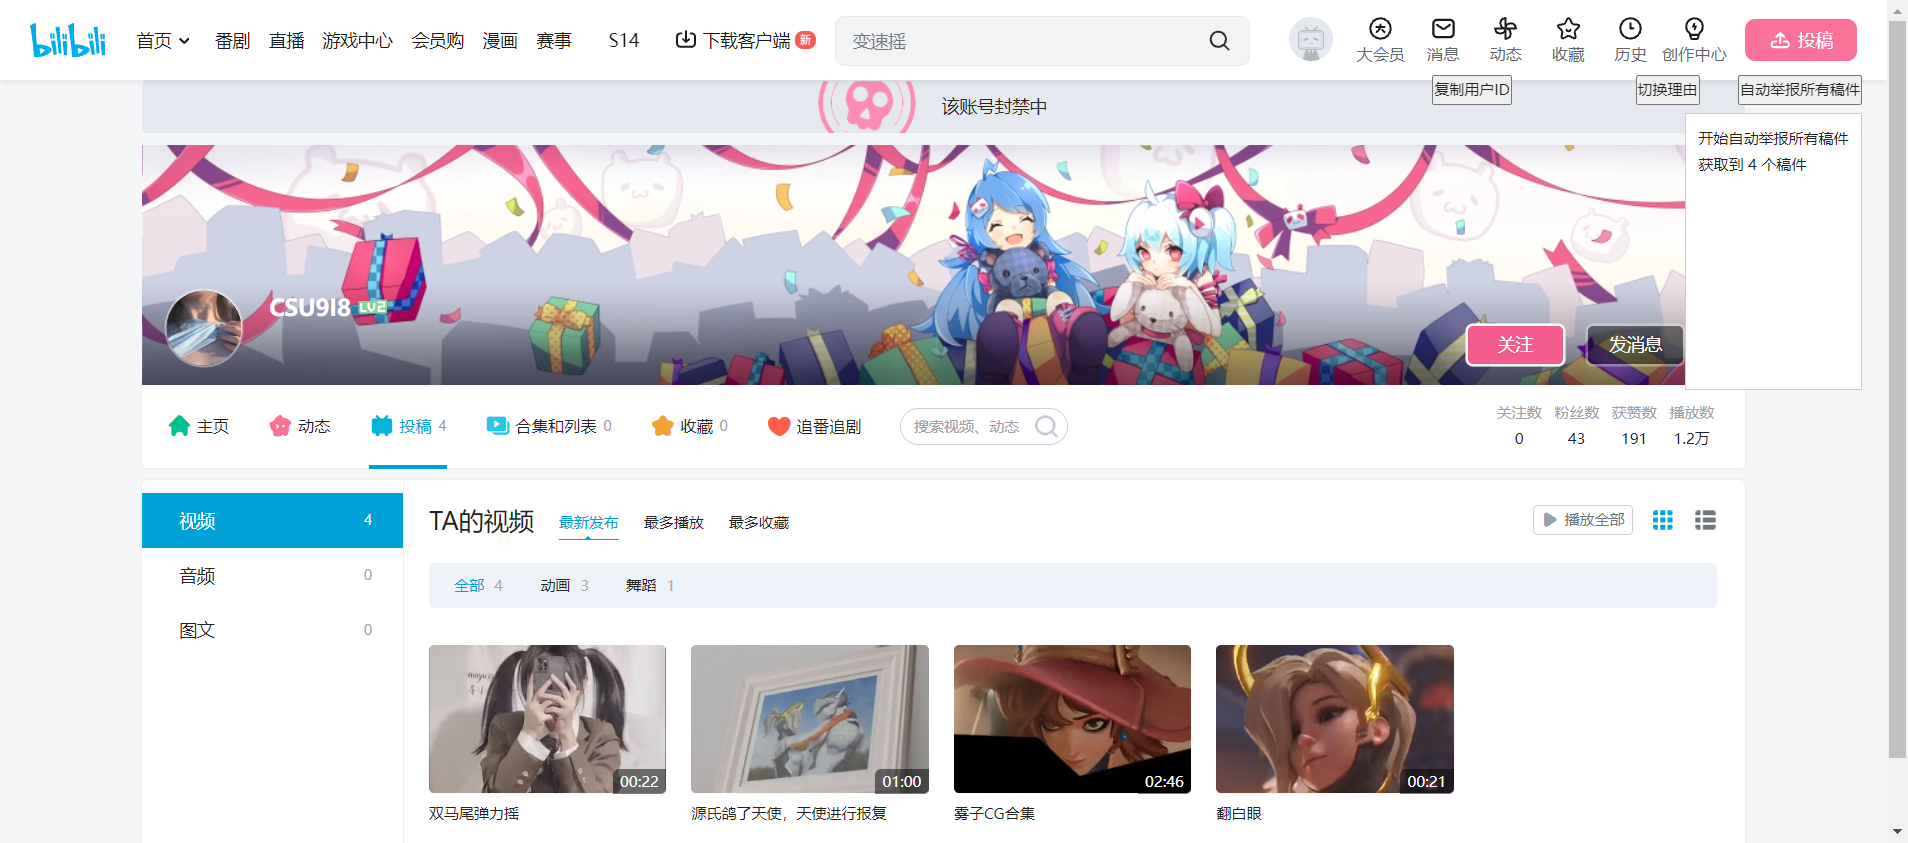 bilibili
首页 番剧 直播 游戏中心 会员购 漫画 赛事 S14 下载客户端 新
变速摇
大会员 消息 动态 收藏 历史 创作中心 投稿
复制用户ID 切换理由 自动举报所有稿件
该账号封禁中
开始自动举报所有稿件
获取到 4 个稿件
CSU9I8 LV2
关注 发消息
主页 动态 投稿 4 合集和列表 0 收藏 0 追番追剧 搜索视频、动态
关注数 粉丝数 获赞数 播放数
0 43 191 1.2万
视频 4
音频 0
图文 0
TA的视频 最新发布 最多播放 最多收藏 播放全部
全部 4 动画 3 舞蹈 1
00:22 01:00 02:46 00:21
双马尾弹力摇 源氏鸽了天使，天使进行报复 雾子CG合集 翻白眼